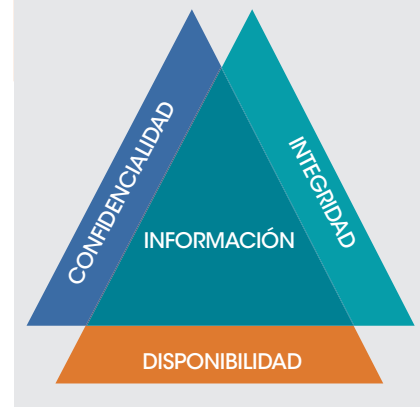 CONFIDENCIALIDAD
INTEGRIDAD
INFORMACIÓN
DISPONIBILIDAD